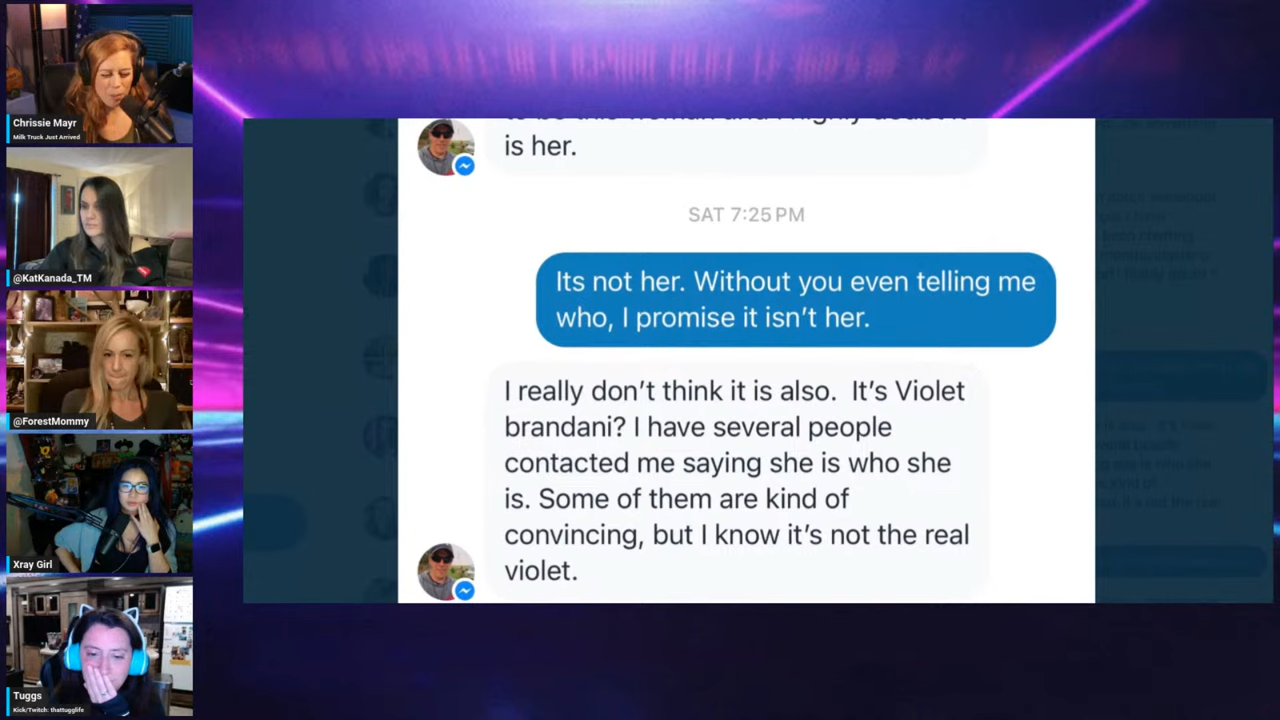 Chrissie Mayr
Milk Truck Just Arrived
@KatKanada_TM
@ForestMommy
Xray Girl
Tuggs
Kick/Twitch: thattugglife
is her.
SAT 7:25 PM
Its not her. Without you even telling me
who, I promise it isn't her.
I really don't think it is also.  It's Violet
brandani? I have several people
contacted me saying she is who she
is. Some of them are kind of
convincing, but I know it's not the real
violet.